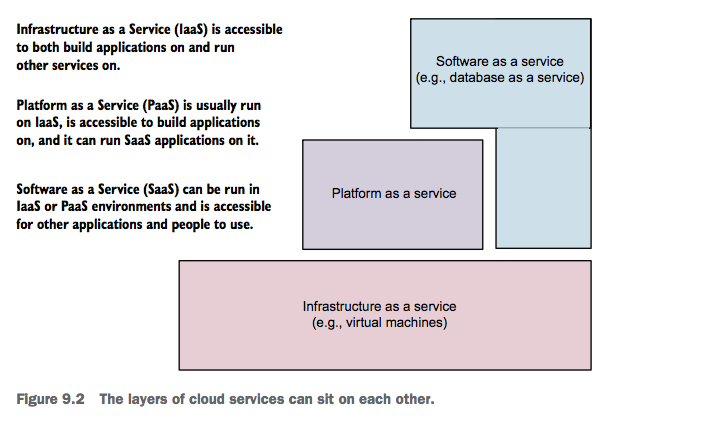 Infrastructure as a Service (IaaS) is accessible
to both build applications on and run
other services on.
Platform as a Service (PaaS) is usually run
on IaaS, is accessible to build applications
on, and it can run SaaS applications on it.
Software as a Service (SaaS) can be run in
IaaS or PaaS environments and is accessible
for other applications and people to use.
Software as a service
(e.g., database as a service)
Platform as a service
Infrastructure as a service
(e.g., virtual machines)
Figure 9.2 The layers of cloud services can sit on each other.